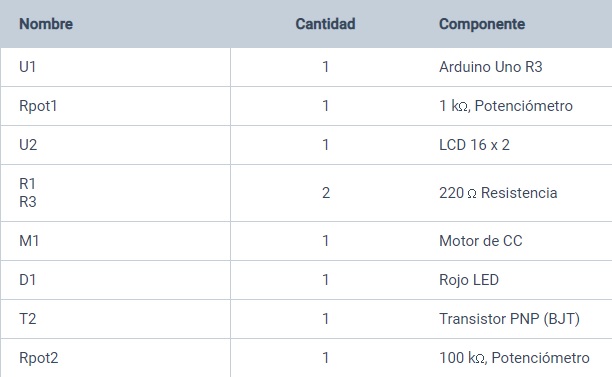 Nombre Cantidad Componente
U1 1 Arduino Uno R3
Rpot1 1 1 kΩ, Potenciómetro
U2 1 LCD 16 x 2
R1
R3 2 220 Ω Resistencia
M1 1 Motor de CC
D1 1 Rojo LED
T2 1 Transistor PNP (BJT)
Rpot2 1 100 kΩ, Potenciómetro